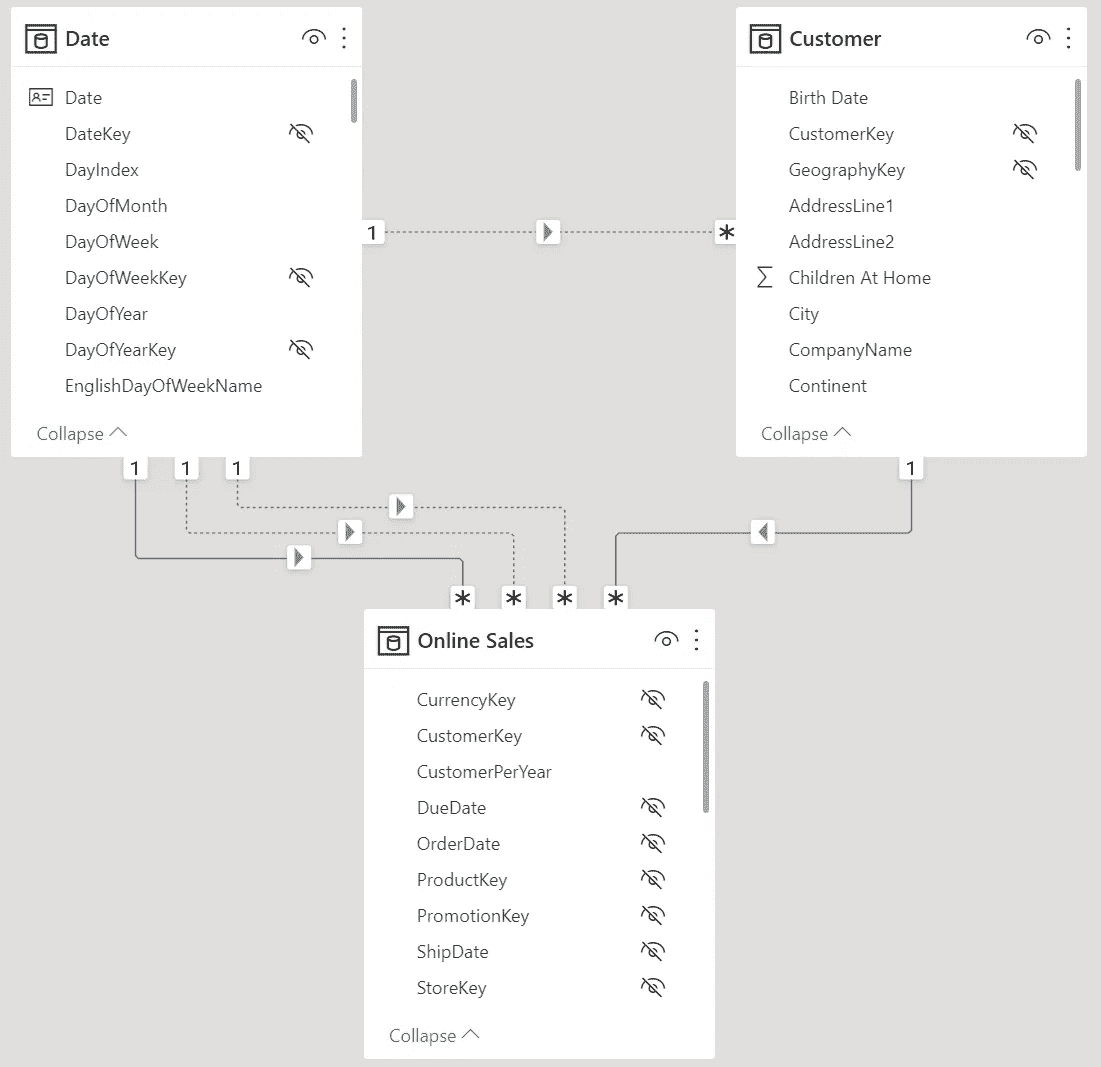 Date
Date
DateKey
DayIndex
DayOfMonth
DayOfWeek
DayOfWeekKey
DayOfYear
DayOfYearKey
EnglishDayOfWeekName
Collapse
1
*
Customer
Birth Date
CustomerKey
GeographyKey
AddressLine1
AddressLine2
Children At Home
City
CompanyName
Continent
Collapse
1 1 1
1
* * * *
Online Sales
CurrencyKey
CustomerKey
CustomerPerYear
DueDate
OrderDate
ProductKey
PromotionKey
ShipDate
StoreKey
Collapse